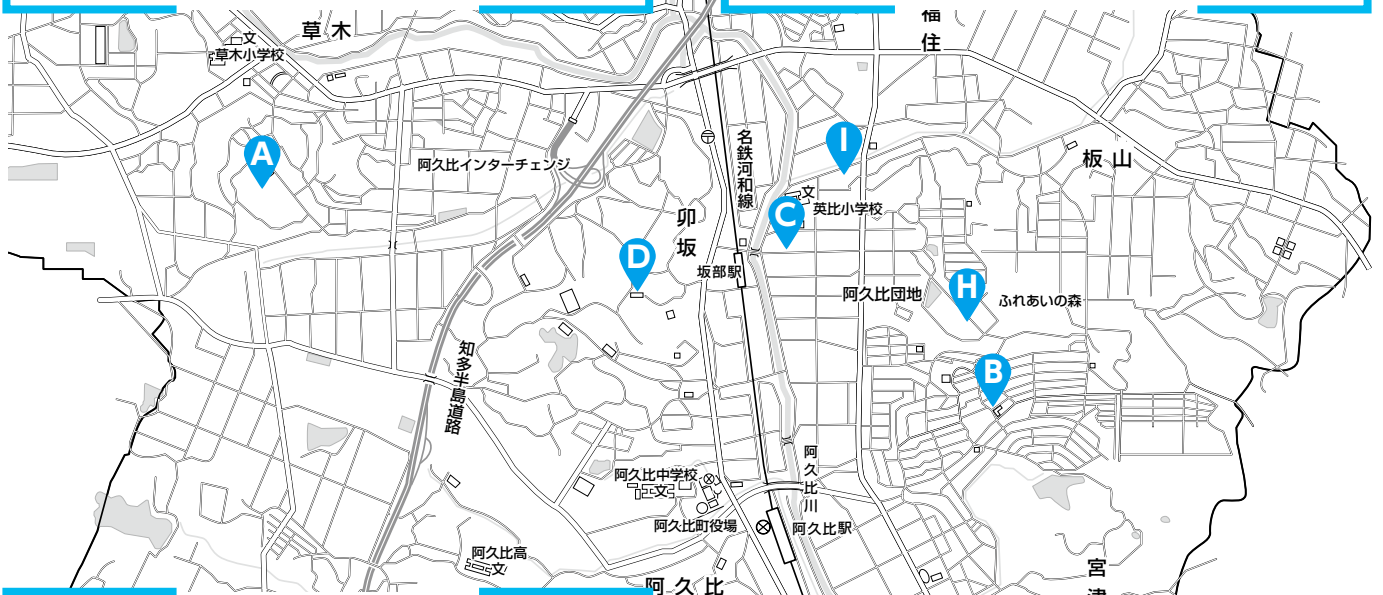 福住
草木
文
草木小学校
A
阿久比インターチェンジ
名鉄河和線
I
板山
文
英比小学校
C
卯坂
D
坂部駅
阿久比団地
H
ふれあいの森
知多半島道路
B
阿久比中学校
文
阿久比川
阿久比町役場
阿久比駅
阿久比高
文
阿久比
宮津